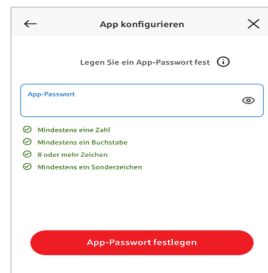 App konfigurieren
Legen Sie ein App-Passwort fest
App-Passwort
Mindestens eine Zahl
Mindestens ein Buchstabe
8 oder mehr Zeichen
Mindestens ein Sonderzeichen
App-Passwort festlegen